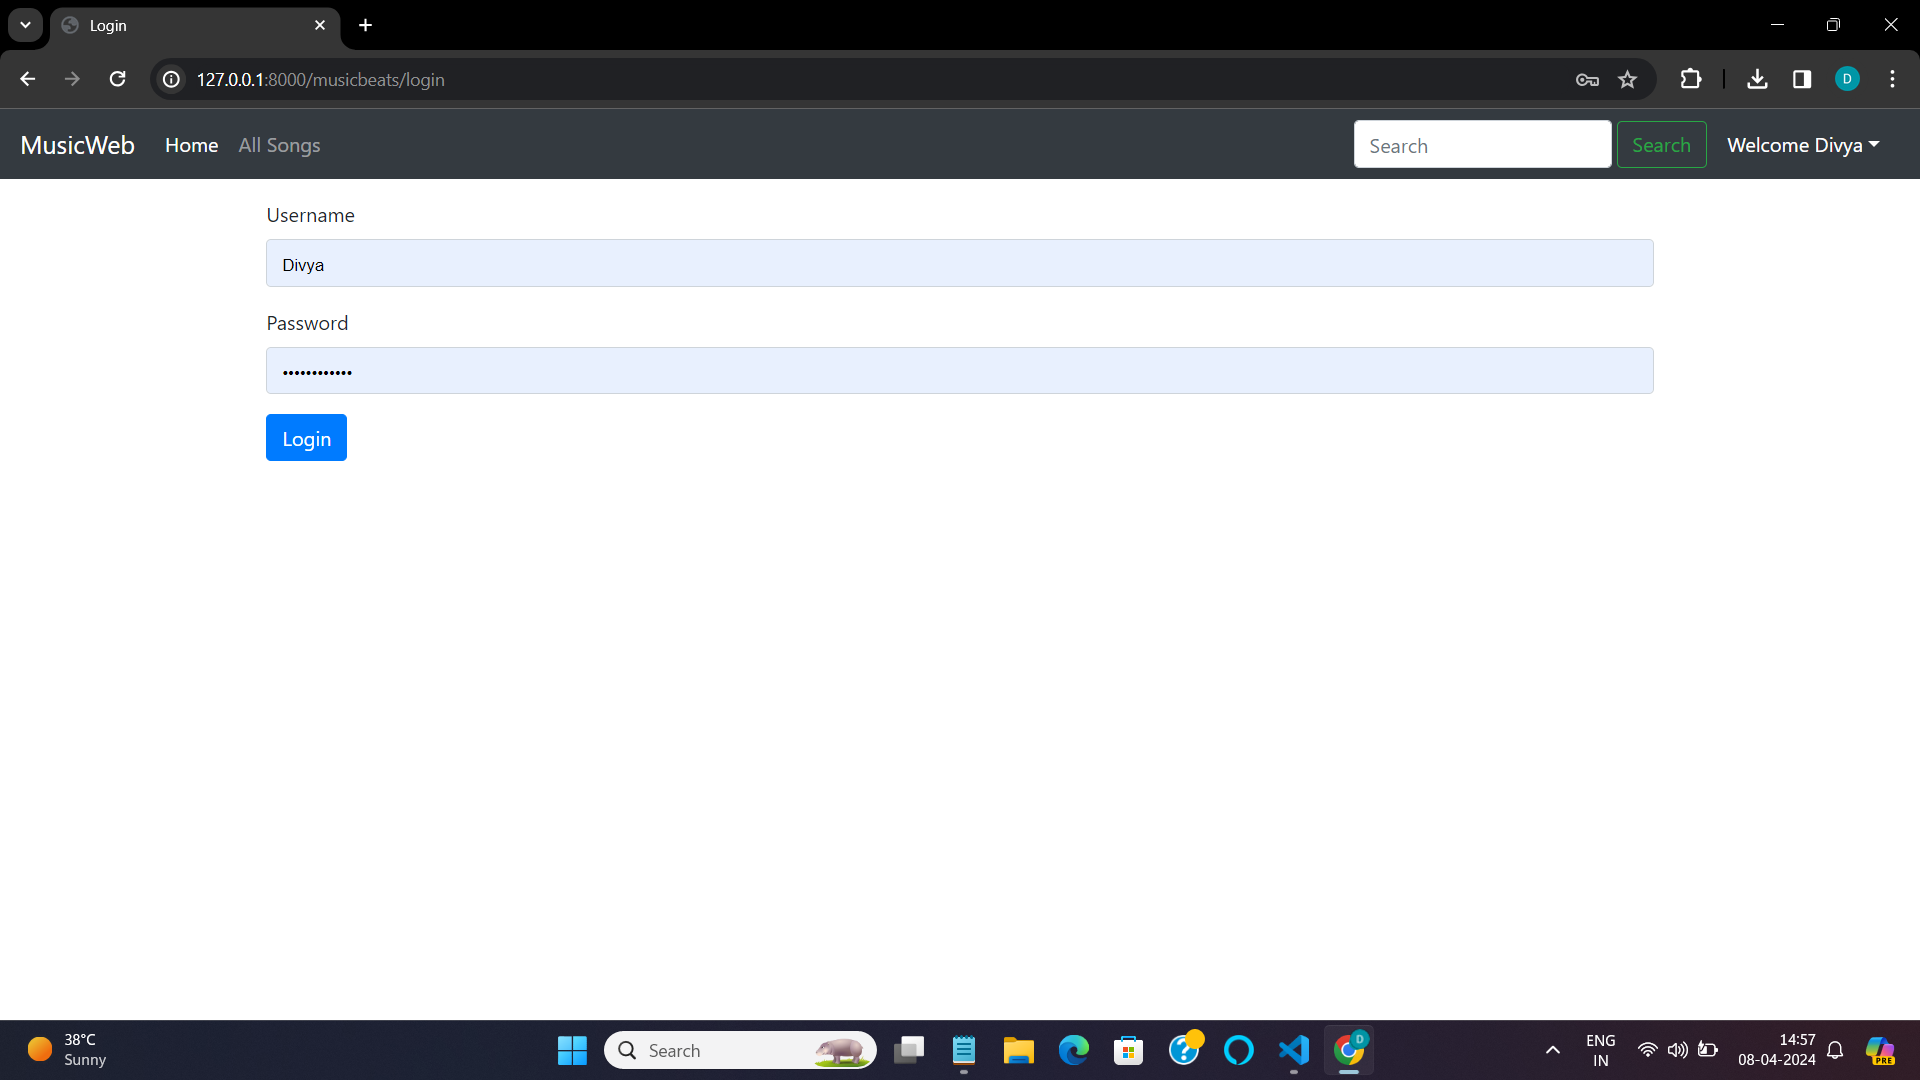 Login
127.0.0.1:8000/musicbeats/login
D
MusicWeb Home All Songs Search Search Welcome Divya
Username
Divya
Password
••••••••••••
Login
38°C
Sunny
Search
D
ENG
IN
14:57
08-04-2024
PRE